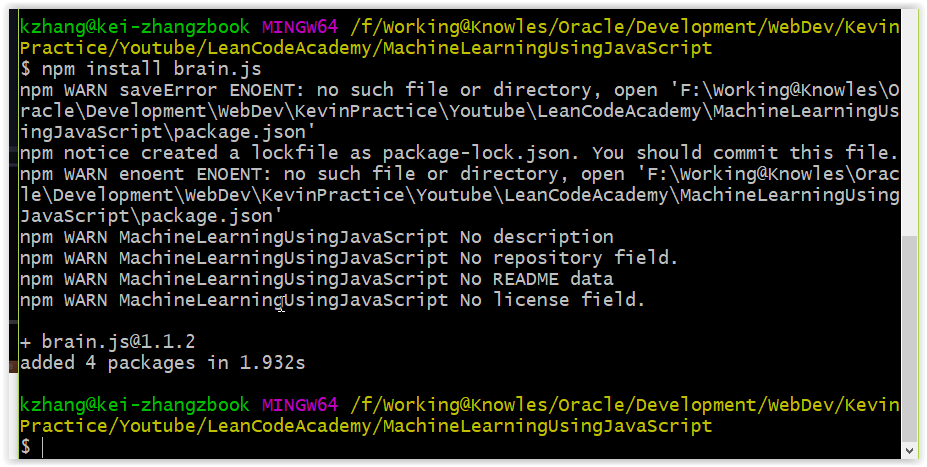 kzhang@kei-zhangzbook MINGW64 /f/Working@Knowles/Oracle/Development/WebDev/Kevin
Practice/Youtube/LeanCodeAcademy/MachineLearningUsingJavaScript
$ npm install brain.js
npm WARN saveError ENOENT: no such file or directory, open 'F:\Working@Knowles\O
racle\Development\WebDev\KevinPractice\Youtube\LeanCodeAcademy\MachineLearningUs
ingJavaScript\package.json'
npm notice created a lockfile as package-lock.json. You should commit this file.
npm WARN enoent ENOENT: no such file or directory, open 'F:\Working@Knowles\Orac
le\Development\WebDev\KevinPractice\Youtube\LeanCodeAcademy\MachineLearningUsing
JavaScript\package.json'
npm WARN MachineLearningUsingJavaScript No description
npm WARN MachineLearningUsingJavaScript No repository field.
npm WARN MachineLearningUsingJavaScript No README data
npm WARN MachineLearningUsingJavaScript No license field.
+ brain.js@1.1.2
added 4 packages in 1.932s
kzhang@kei-zhangzbook MINGW64 /f/Working@Knowles/Oracle/Development/WebDev/Kevin
Practice/Youtube/LeanCodeAcademy/MachineLearningUsingJavaScript
$